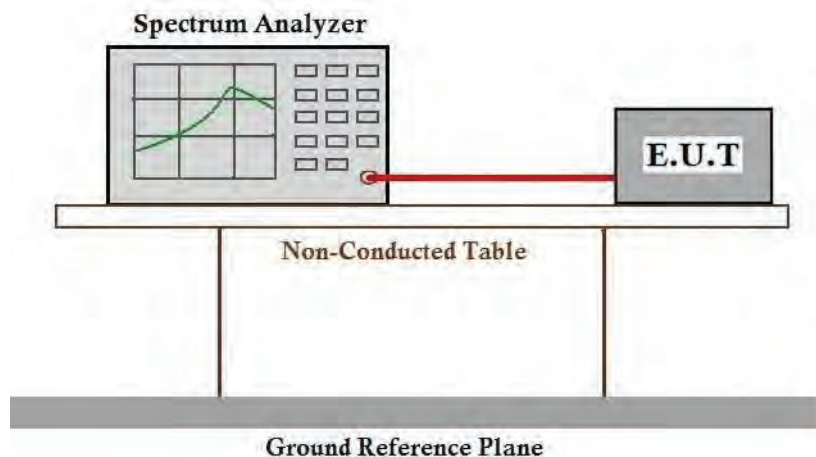 Spectrum Analyzer
E.U.T
Non-Conducted Table
Ground Reference Plane